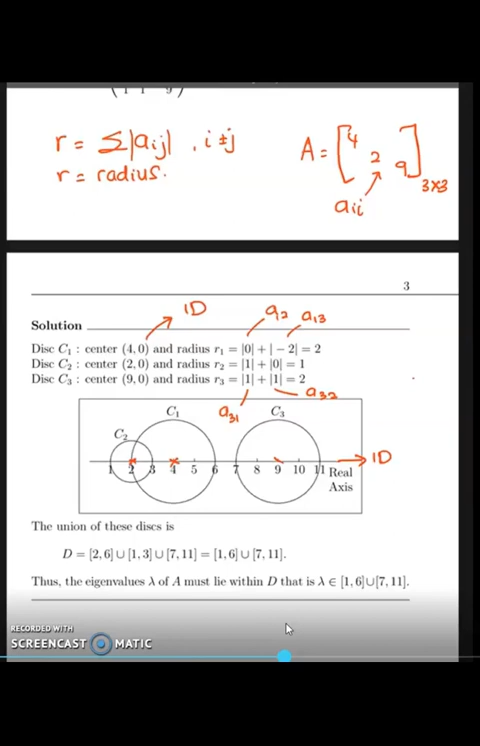 ( 1 1 9 )
r = Σ|aij| , i ≠ j
r = radius.
A = [ 4
2
9 ] 3×3
aii
3
1D
a12 a13
Solution
Disc C₁ : center (4, 0) and radius r₁ = |0| + | − 2| = 2
Disc C₂ : center (2, 0) and radius r₂ = |1| + |0| = 1
Disc C₃ : center (9, 0) and radius r₃ = |1| + |1| = 2
a31 a32
C₁ C₃
C₂
1D
1 2 3 4 5 6 7 8 9 10 11 Real
Axis
The union of these discs is
D = [2, 6] ∪ [1, 3] ∪ [7, 11] = [1, 6] ∪ [7, 11].
Thus, the eigenvalues λ of A must lie within D that is λ ∈ [1, 6]∪[7, 11].
RECORDED WITH
SCREENCAST MATIC